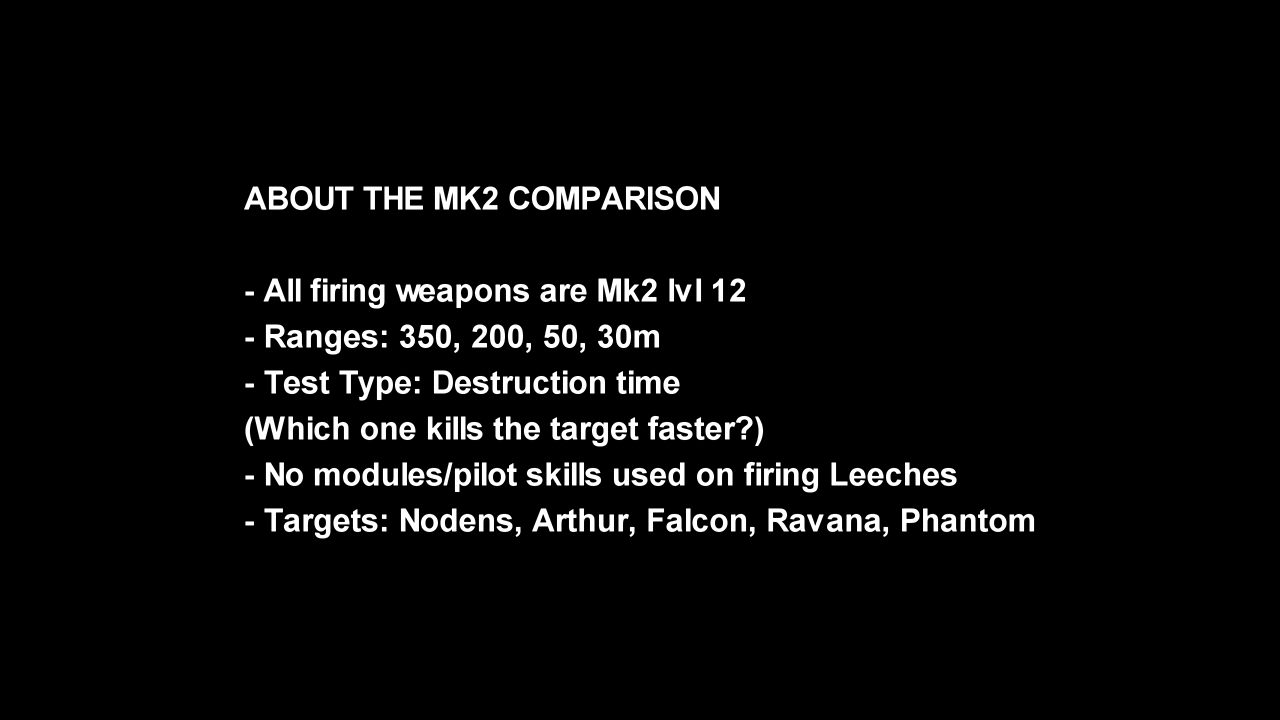 ABOUT THE MK2 COMPARISON
- All firing weapons are Mk2 lvl 12
- Ranges: 350, 200, 50, 30m
- Test Type: Destruction time
(Which one kills the target faster?)
- No modules/pilot skills used on firing Leeches
- Targets: Nodens, Arthur, Falcon, Ravana, Phantom